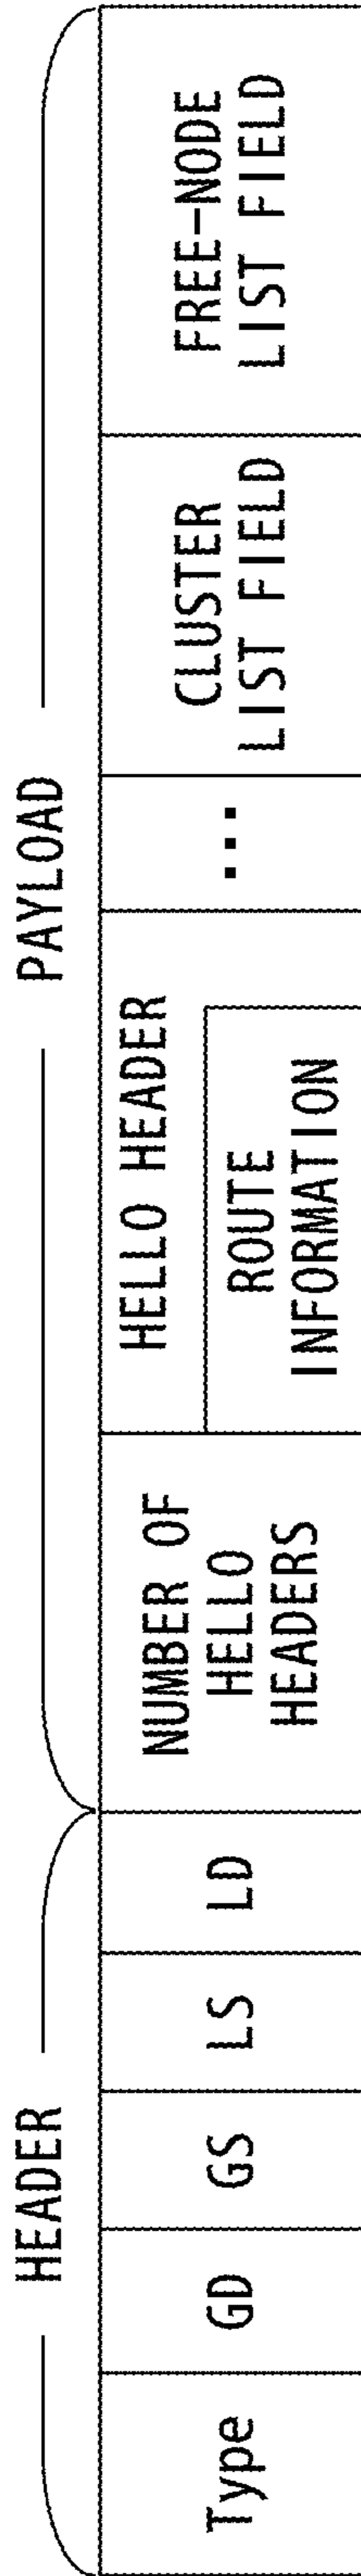 HEADER
PAYLOAD
Type
GD
GS
LS
LD
NUMBER OF
HELLO
HEADERS
HELLO HEADER
ROUTE
INFORMATION
...
CLUSTER
LIST FIELD
FREE-NODE
LIST FIELD